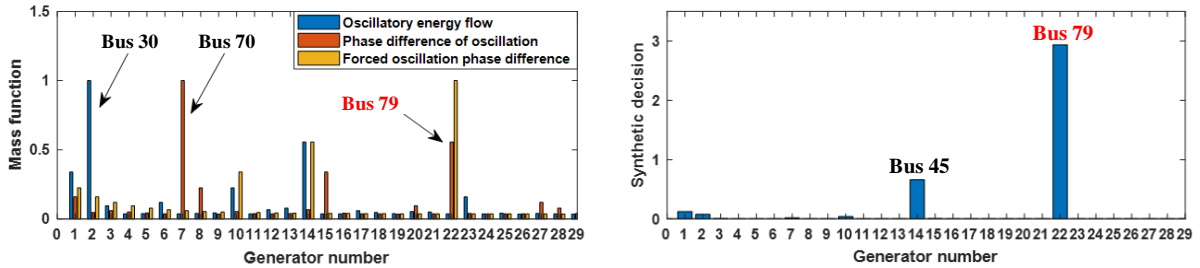 Oscillatory energy flow
Phase difference of oscillation
Forced oscillation phase difference
Bus 30
Bus 70
Bus 79
Mass function
1
0.5
0
0 1 2 3 4 5 6 7 8 9 10 11 12 13 14 15 16 17 18 19 20 21 22 23 24 25 26 27 28 29
Generator number
Bus 79
Bus 45
Synthetic decision
3
2
1
0
0 1 2 3 4 5 6 7 8 9 10 11 12 13 14 15 16 17 18 19 20 21 22 23 24 25 26 27 28 29
Generator number